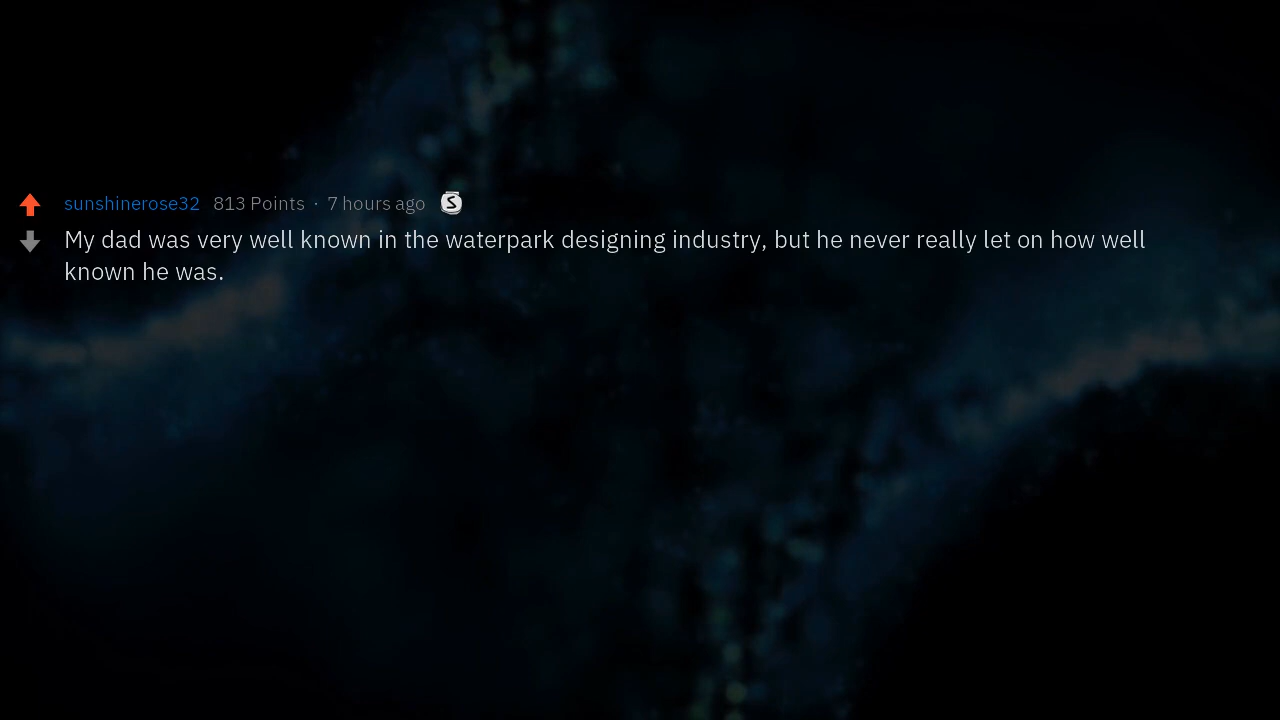 sunshinerose32 813 Points · 7 hours ago S
My dad was very well known in the waterpark designing industry, but he never really let on how well
known he was.